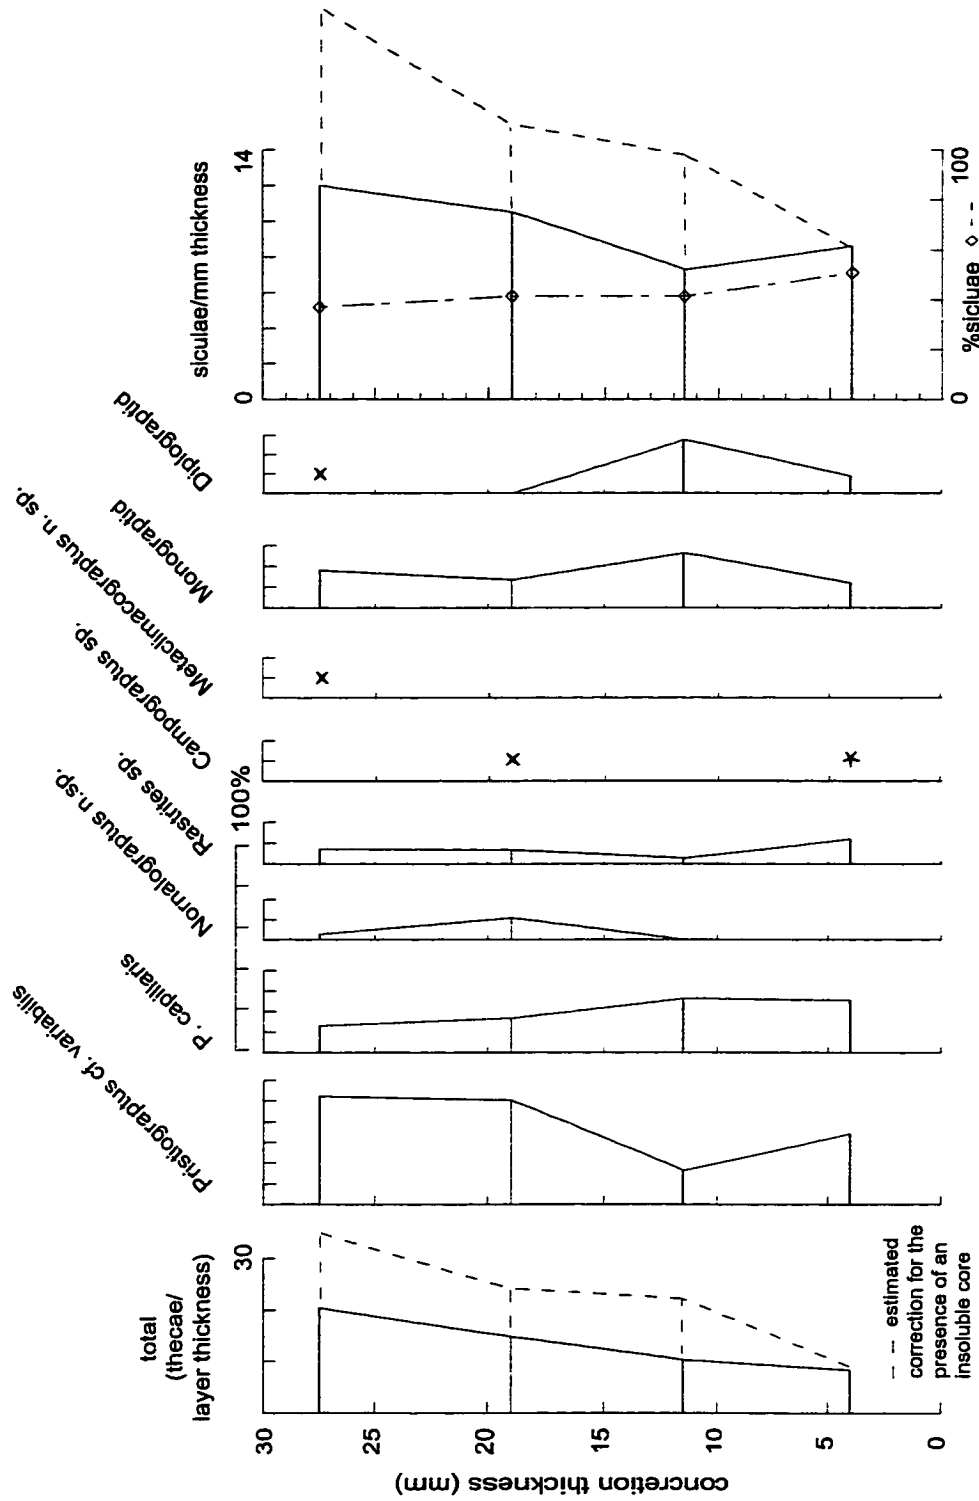 total
(thecae/
layer thickness)
30
Pristiograptus cf. variabilis
P. capillaris
Normalograptus n.sp.
Rastrites sp.
100%
Campograptus sp.
Metaclimacograptus n. sp.
Monograptid
Diplograptid
siculae/mm thickness
0
14
concretion thickness (mm)
30
25
20
15
10
5
0
-- estimated
correction for the
presence of an
insoluble core
0
100
%sicluae ◇ - -